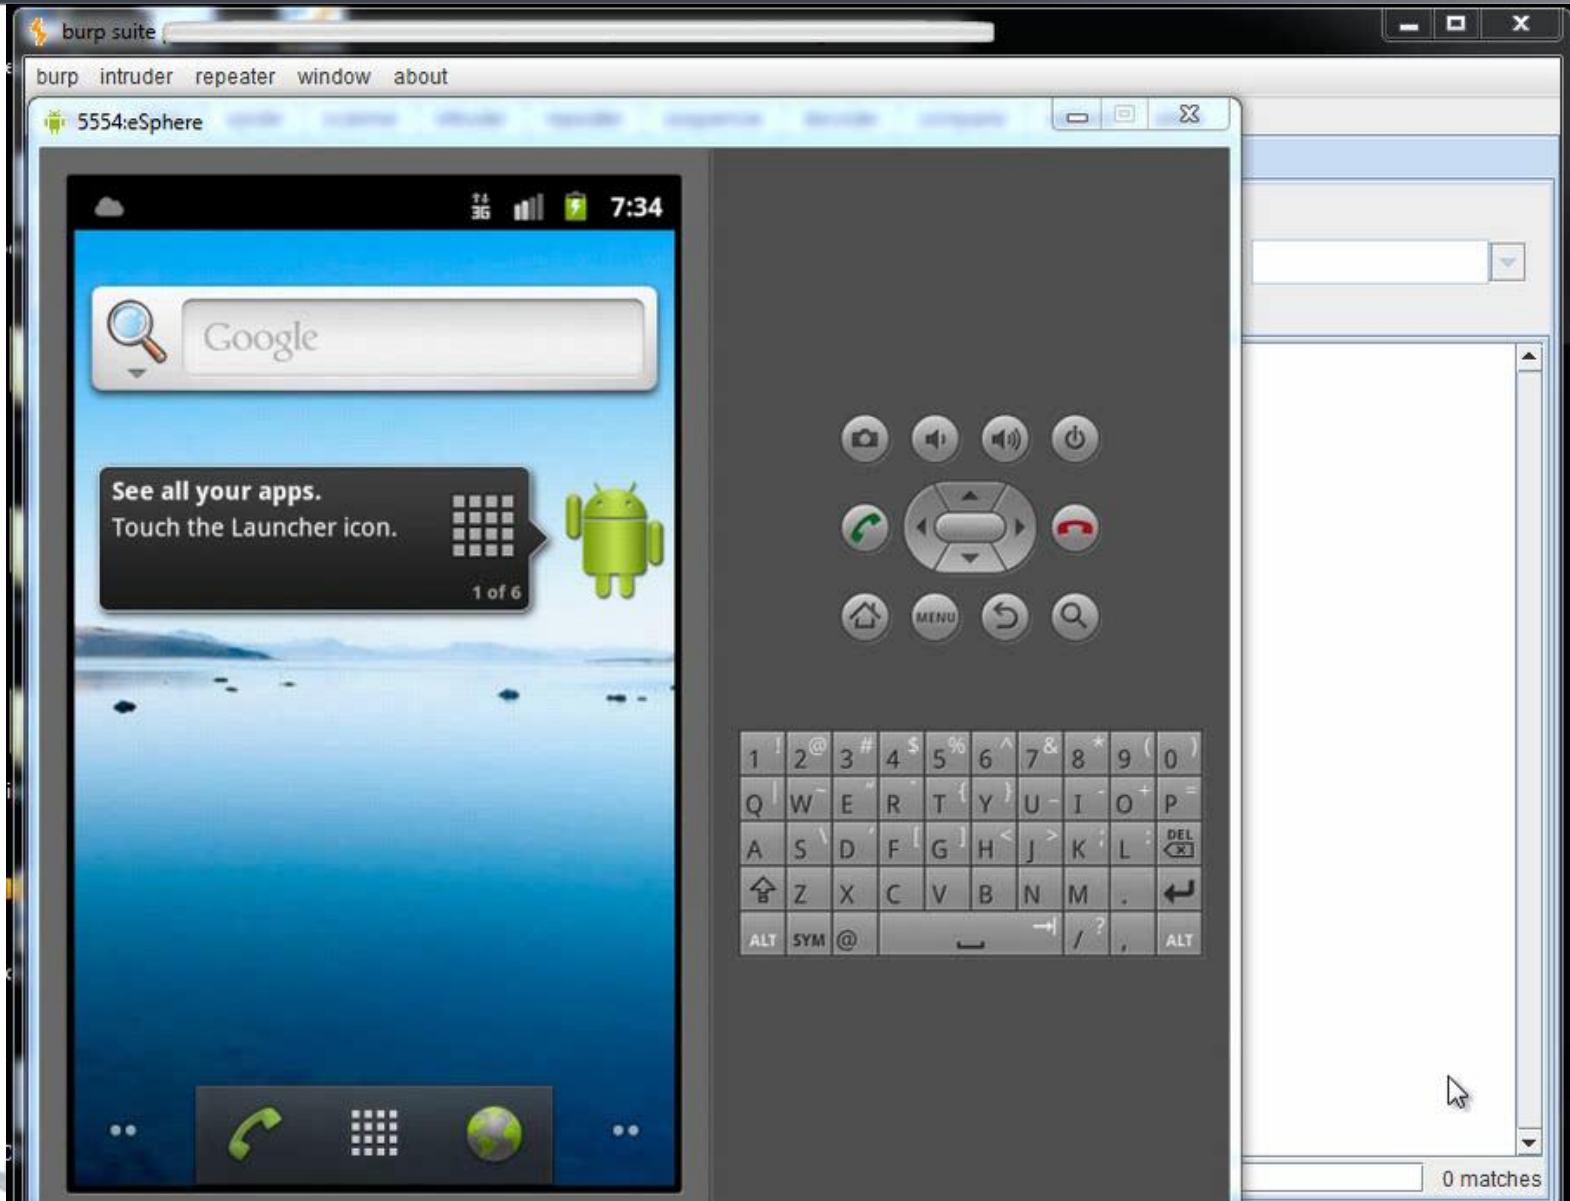 burp suite
burp intruder repeater window about
5554:eSphere
3G 7:34
Google
See all your apps.
Touch the Launcher icon.
1 of 6
MENU
1 ! 2 @ 3 # 4 $ 5 % 6 ^ 7 & 8 * 9 ( 0 )
Q | W ~ E " R ` T { Y } U _ I - O + P =
A S \ D ' F [ G ] H < J > K ; L : DEL
Z X C V B N M .
ALT SYM @ / ? , ALT
0 matches